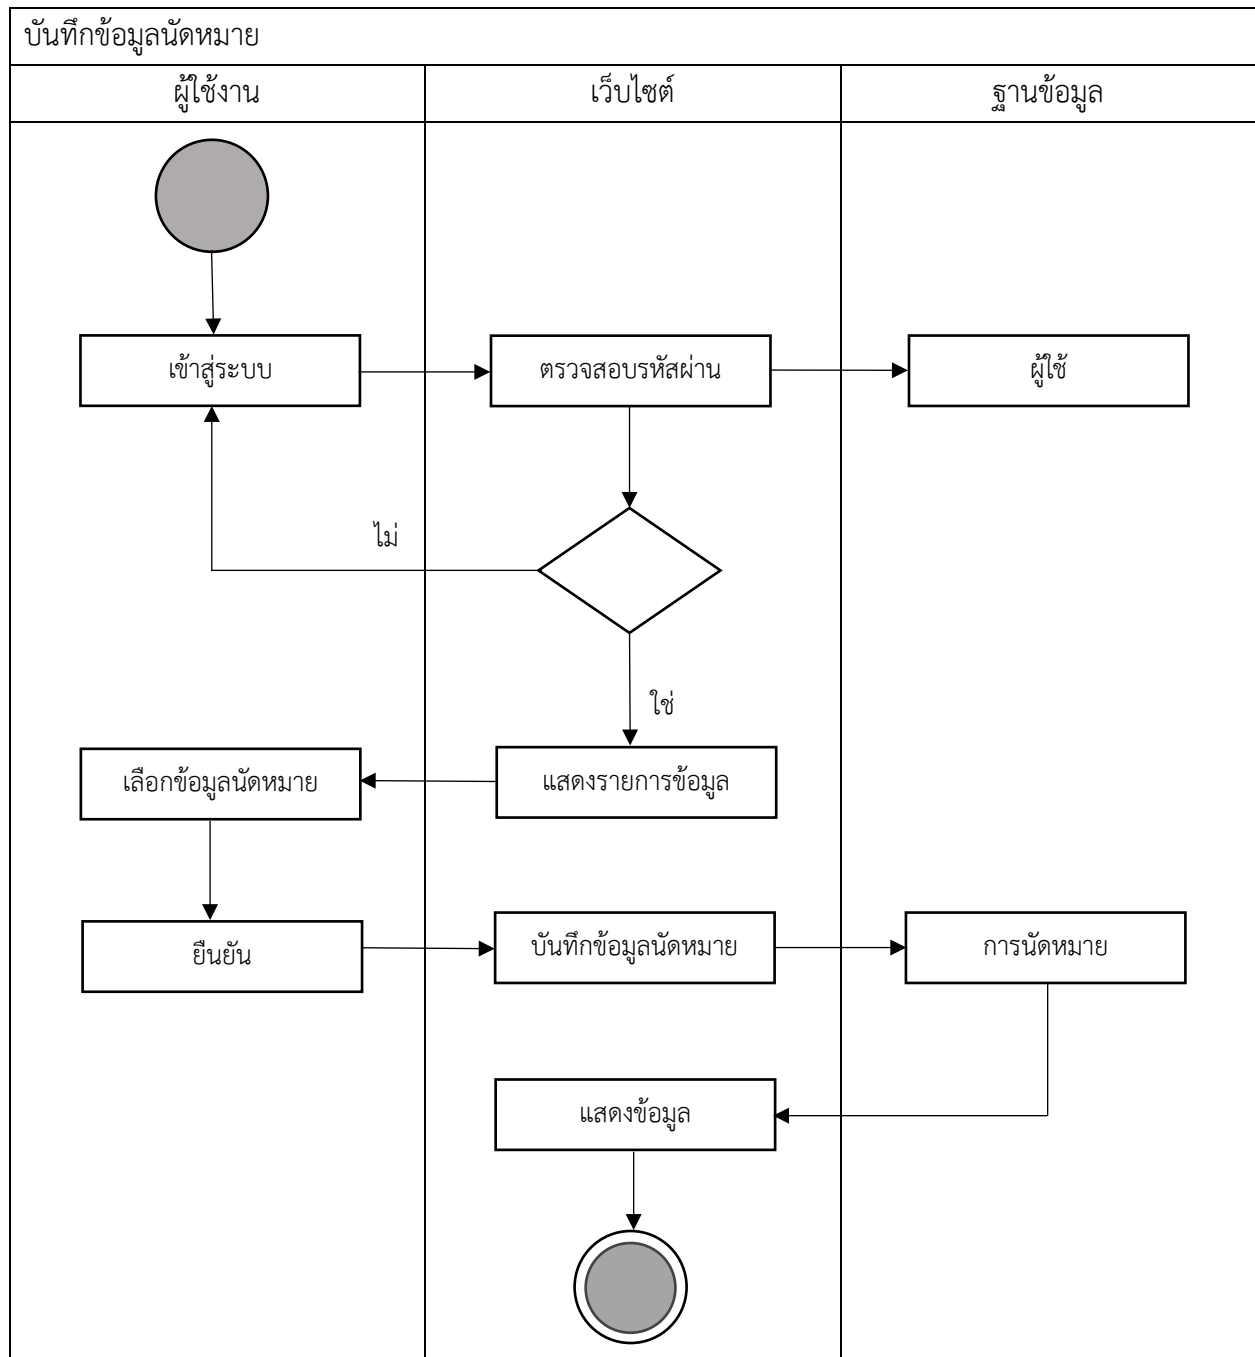 บันทึกข้อมูลนัดหมาย
ผู้ใช้งาน
เว็บไซต์
ฐานข้อมูล
เข้าสู่ระบบ
ตรวจสอบรหัสผ่าน
ผู้ใช้
ไม่
ใช่
เลือกข้อมูลนัดหมาย
แสดงรายการข้อมูล
ยืนยัน
บันทึกข้อมูลนัดหมาย
การนัดหมาย
แสดงข้อมูล